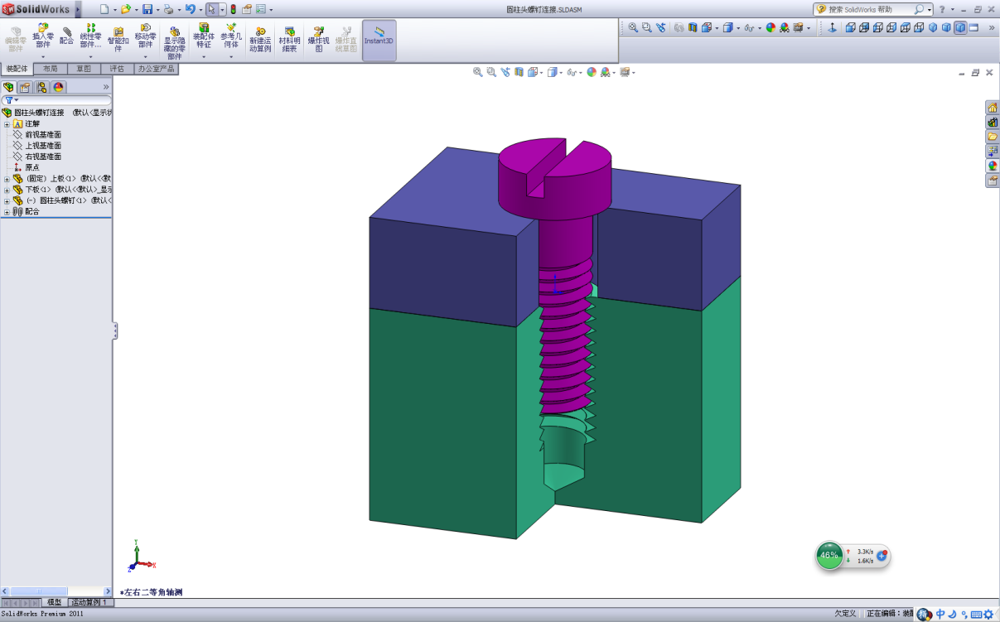 SolidWorks
圆柱头螺钉连接.SLDASM
搜索 SolidWorks 帮助
编辑零部件
插入零部件
配合
线性零部件...
智能扣件
移动零部件
显示隐藏的零部件
装配体特征
参考几何体
新建运动算例
材料明细表
爆炸视图
爆炸直线草图
Instant3D
装配体 布局 草图 评估 办公室产品
圆柱头螺钉连接 (默认<显示状
注解
前视基准面
上视基准面
右视基准面
原点
(固定) 上板<1> (默认<<默
下板<1> (默认<<默认>_显示
(-) 圆柱头螺钉<1> (默认<
配合
Y
X
Z
*左右二等角轴测
46%
3.3K/s
1.6K/s
模型 运动算例 1
SolidWorks Premium 2011
欠定义 正在编辑：装配
中